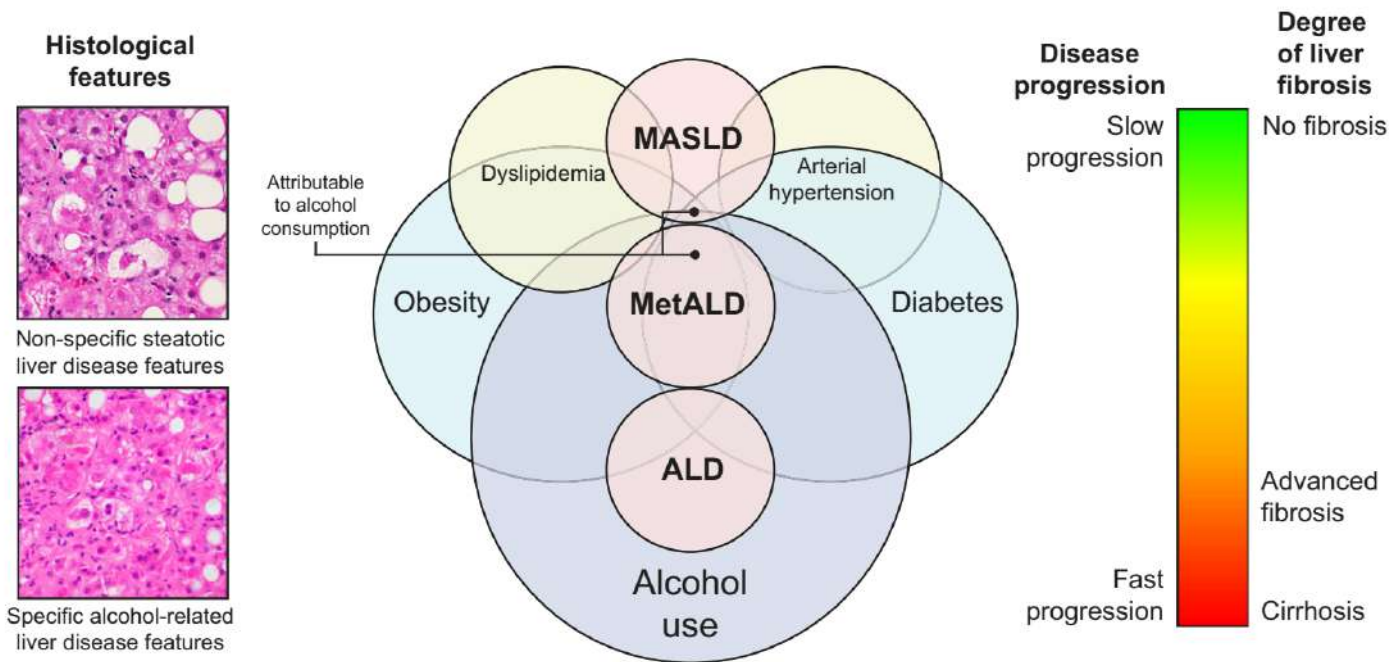 Histological
features
Non-specific steatotic
liver disease features
Specific alcohol-related
liver disease features
Attributable
to alcohol
consumption
MASLD
Dyslipidemia
Arterial
hypertension
Obesity
MetALD
Diabetes
ALD
Alcohol
use
Disease
progression
Slow
progression
Fast
progression
Degree
of liver
fibrosis
No fibrosis
Advanced
fibrosis
Cirrhosis